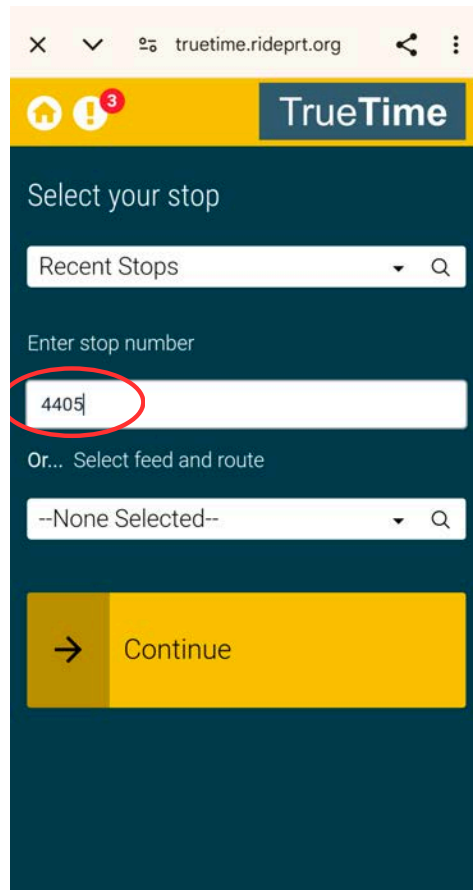 truetime.rideprt.org
3
TrueTime
Select your stop
Recent Stops
Enter stop number
4405
Or... Select feed and route
--None Selected--
Continue